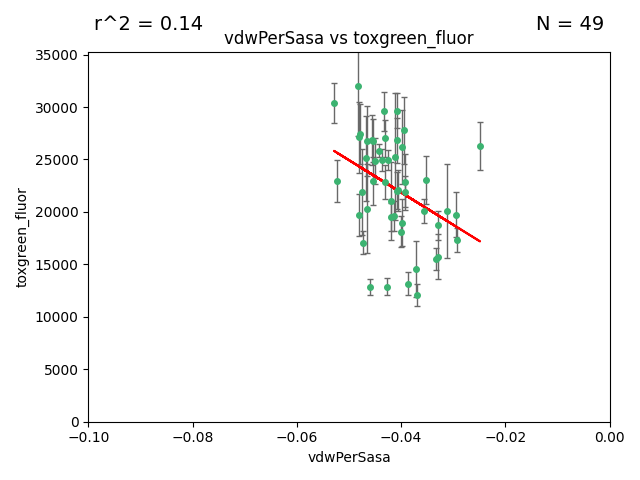 r^2 = 0.14
N = 49
vdwPerSasa vs toxgreen_fluor
35000
30000
25000
20000
15000
10000
5000
0
toxgreen_fluor
−0.10
−0.08
−0.06
−0.04
−0.02
0.00
vdwPerSasa